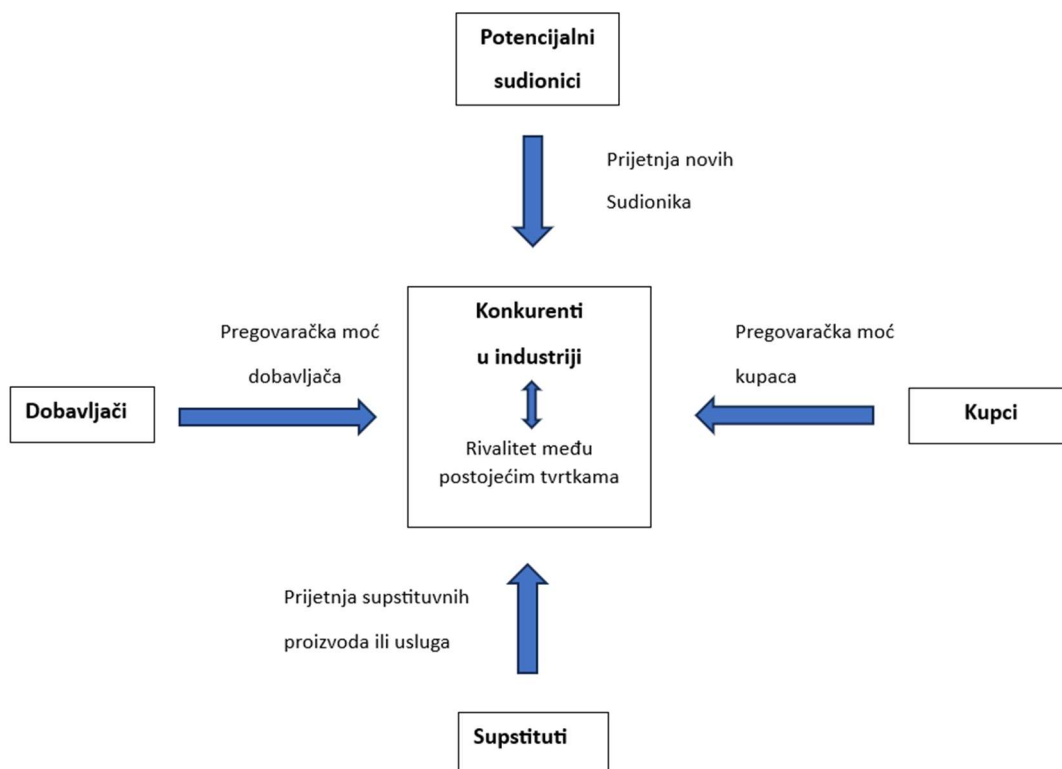 Potencijalni
sudionici
Prijetnja novih
Sudionika
Konkurenti
u industriji
Rivalitet među
postojećim tvrtkama
Pregovaračka moć
dobavljača
Dobavljači
Pregovaračka moć
kupaca
Kupci
Prijetnja supstituvnih
proizvoda ili usluga
Supstituti